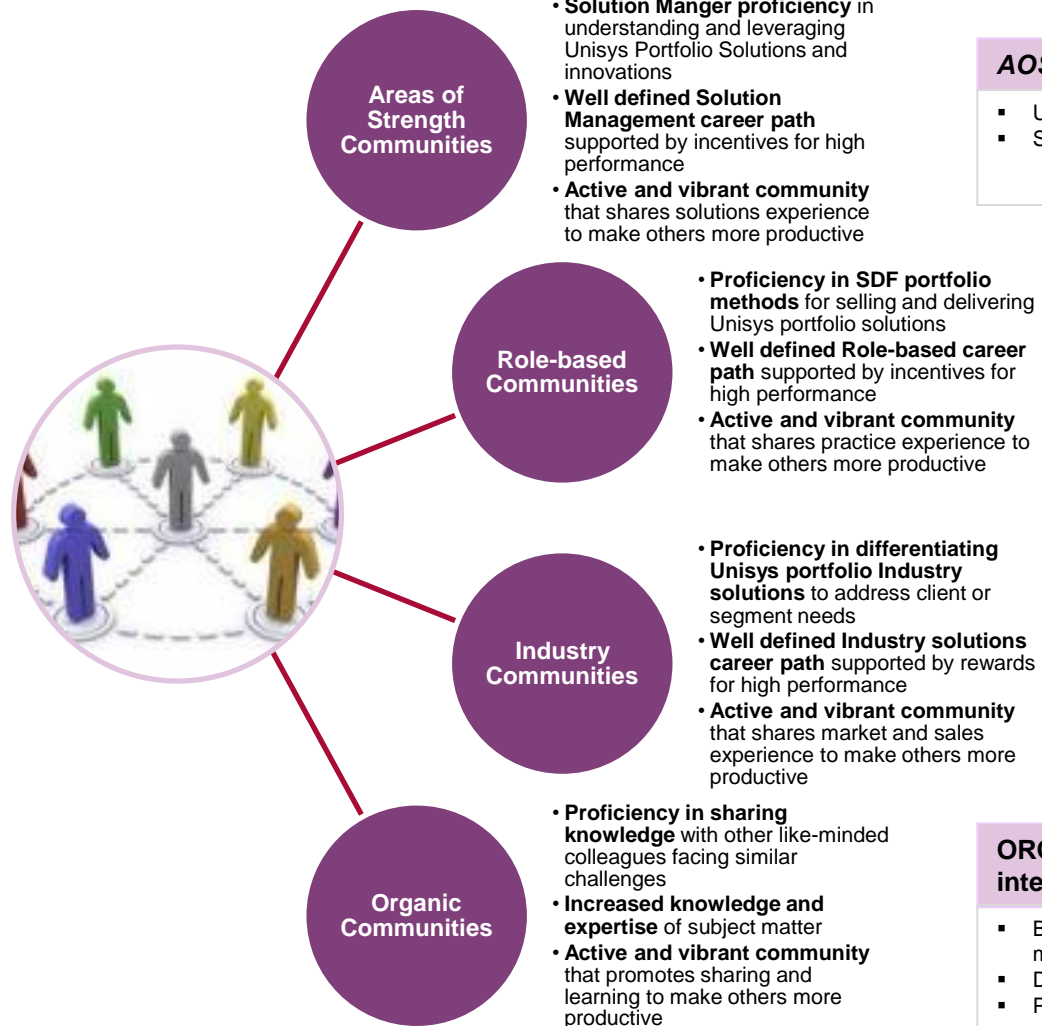 Areas of
Strength
Communities
• Solution Manger proficiency in
understanding and leveraging
Unisys Portfolio Solutions and
innovations
• Well defined Solution
Management career path
supported by incentives for high
performance
• Active and vibrant community
that shares solutions experience
to make others more productive
AOS
▪ U
▪ S
Role-based
Communities
• Proficiency in SDF portfolio
methods for selling and delivering
Unisys portfolio solutions
• Well defined Role-based career
path supported by incentives for
high performance
• Active and vibrant community
that shares practice experience to
make others more productive
Industry
Communities
• Proficiency in differentiating
Unisys portfolio Industry
solutions to address client or
segment needs
• Well defined Industry solutions
career path supported by rewards
for high performance
• Active and vibrant community
that shares market and sales
experience to make others more
productive
Organic
Communities
• Proficiency in sharing
knowledge with other like-minded
colleagues facing similar
challenges
• Increased knowledge and
expertise of subject matter
• Active and vibrant community
that promotes sharing and
learning to make others more
productive
inte